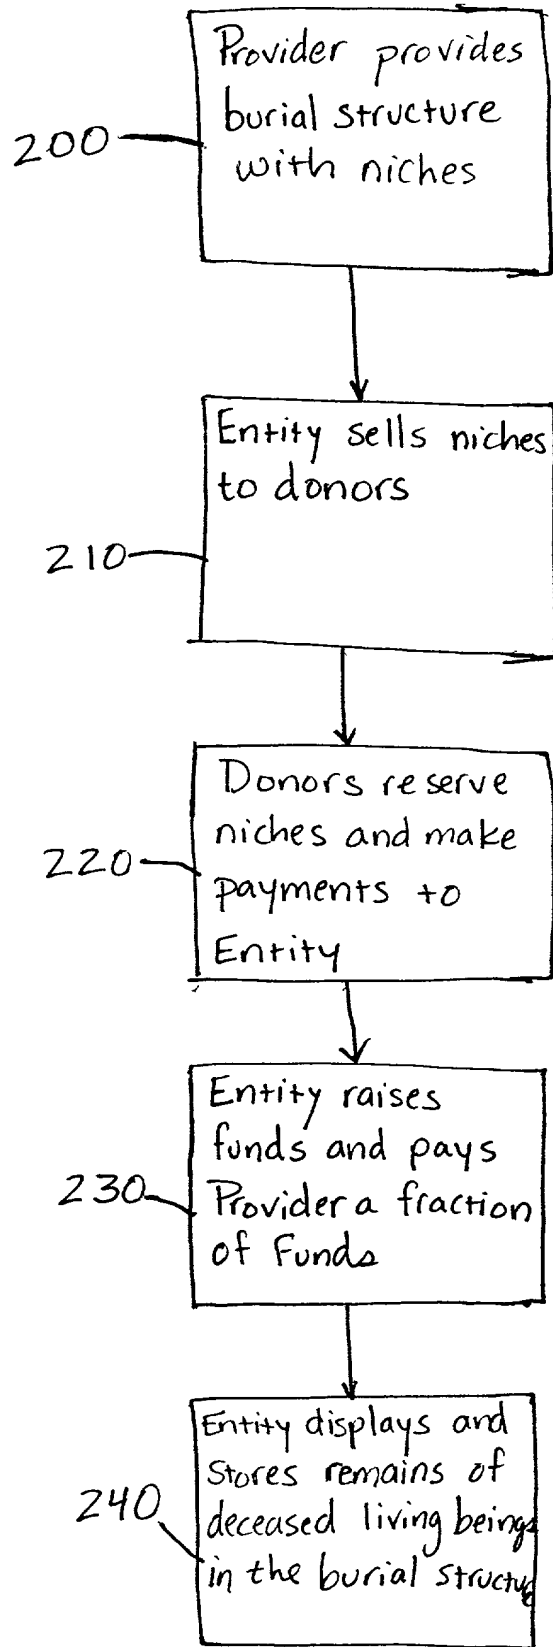 Provider provides
burial structure
with niches
200
Entity sells niches
to donors
210
Donors reserve
niches and make
payments to
Entity
220
Entity raises
funds and pays
Provider a fraction
of Funds
230
Entity displays and
Stores remains of
deceased living beings
in the burial structure
240